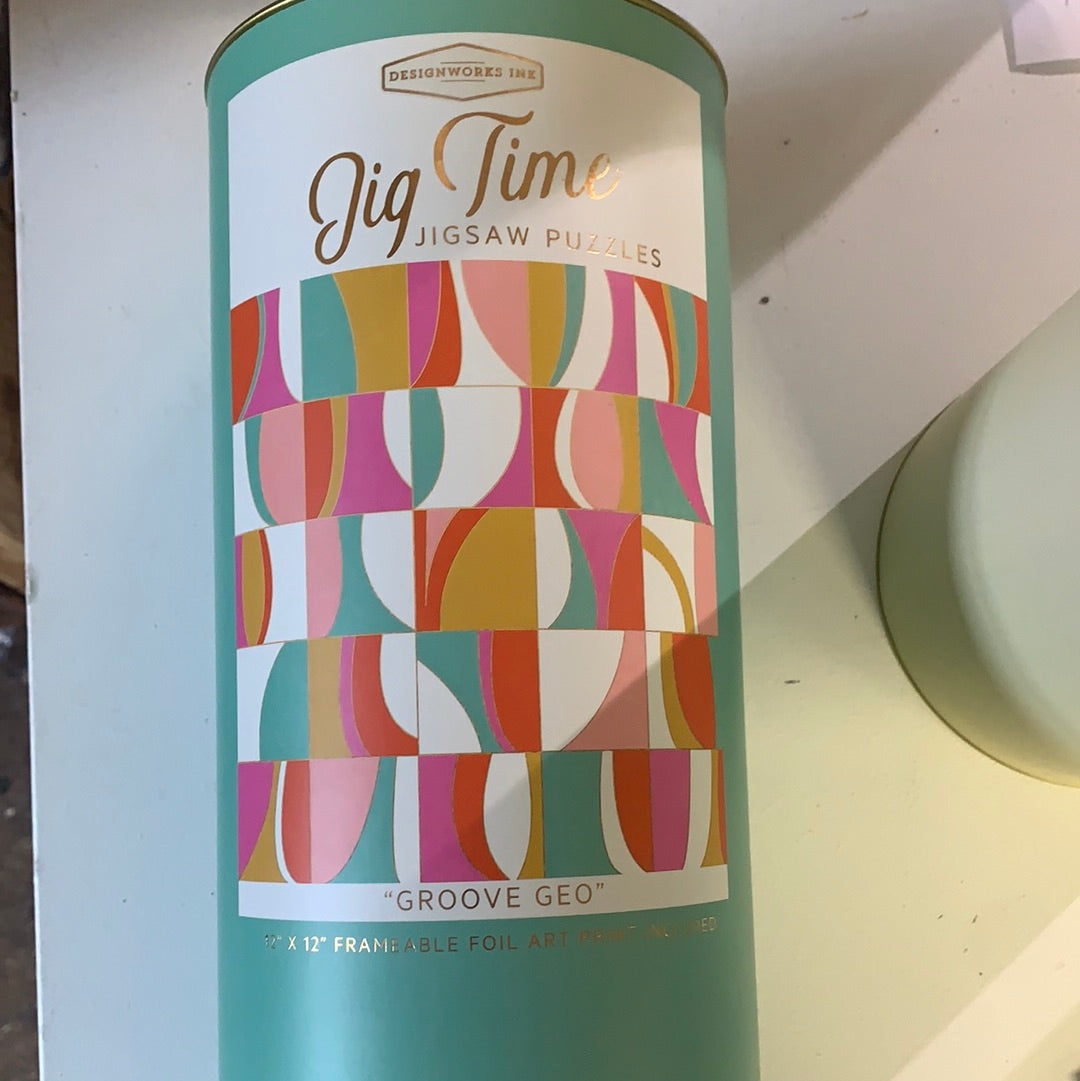 DESIGNWORKS INK
Jig Time
JIGSAW PUZZLES
“GROOVE GEO”
12" X 12" FRAMEABLE FOIL ART PRINT INCLUDED